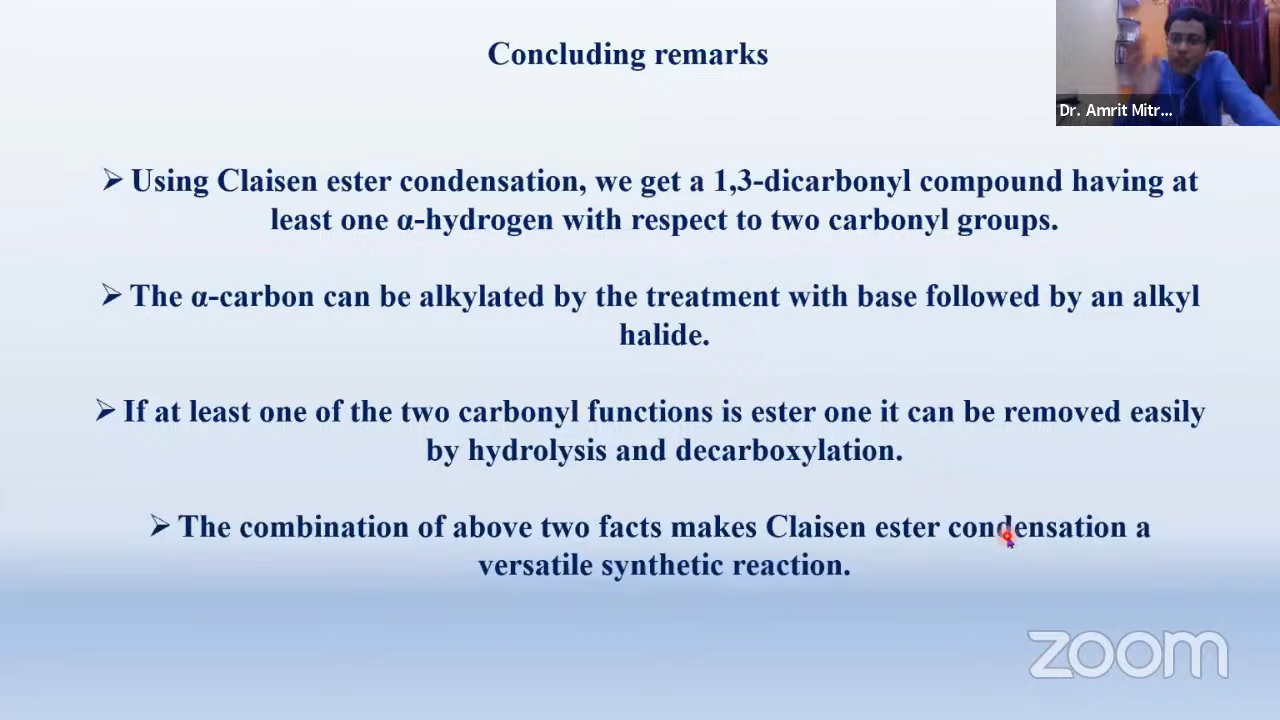 Concluding remarks
Dr. Amrit Mitr...
➢ Using Claisen ester condensation, we get a 1,3-dicarbonyl compound having at
least one α-hydrogen with respect to two carbonyl groups.
➢ The α-carbon can be alkylated by the treatment with base followed by an alkyl
halide.
➢ If at least one of the two carbonyl functions is ester one it can be removed easily
by hydrolysis and decarboxylation.
➢ The combination of above two facts makes Claisen ester condensation a
versatile synthetic reaction.
zoom